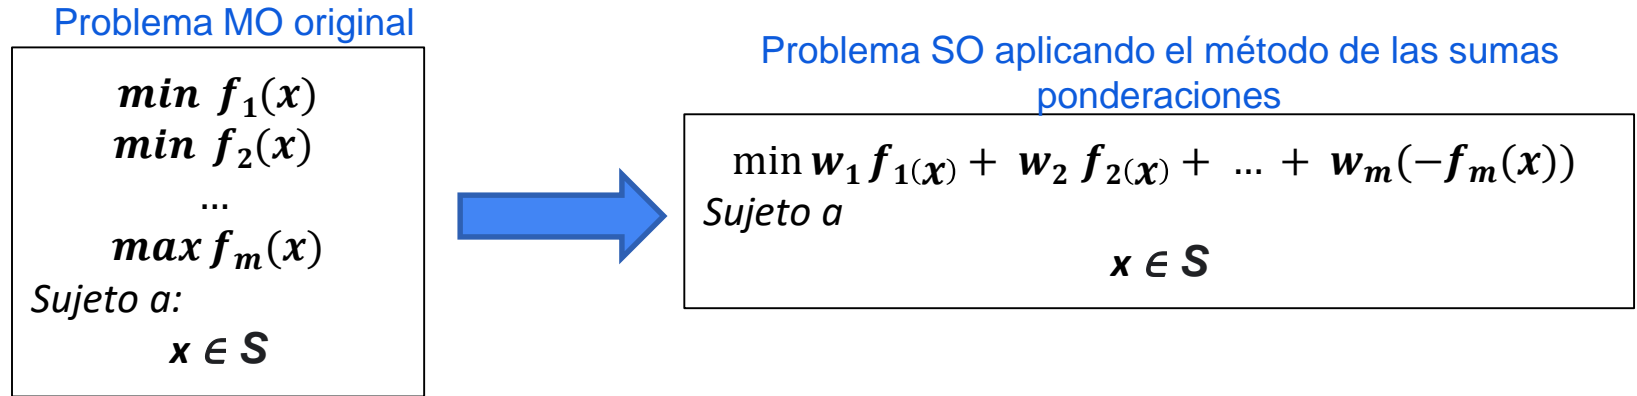 Problema MO original
min f₁(x)
min f₂(x)
...
max fₘ(x)
Sujeto a:
x ∈ S
Problema SO aplicando el método de las sumas
ponderaciones
min w₁ f₁(x) + w₂ f₂(x) + ... + wₘ(−fₘ(x))
Sujeto a
x ∈ S